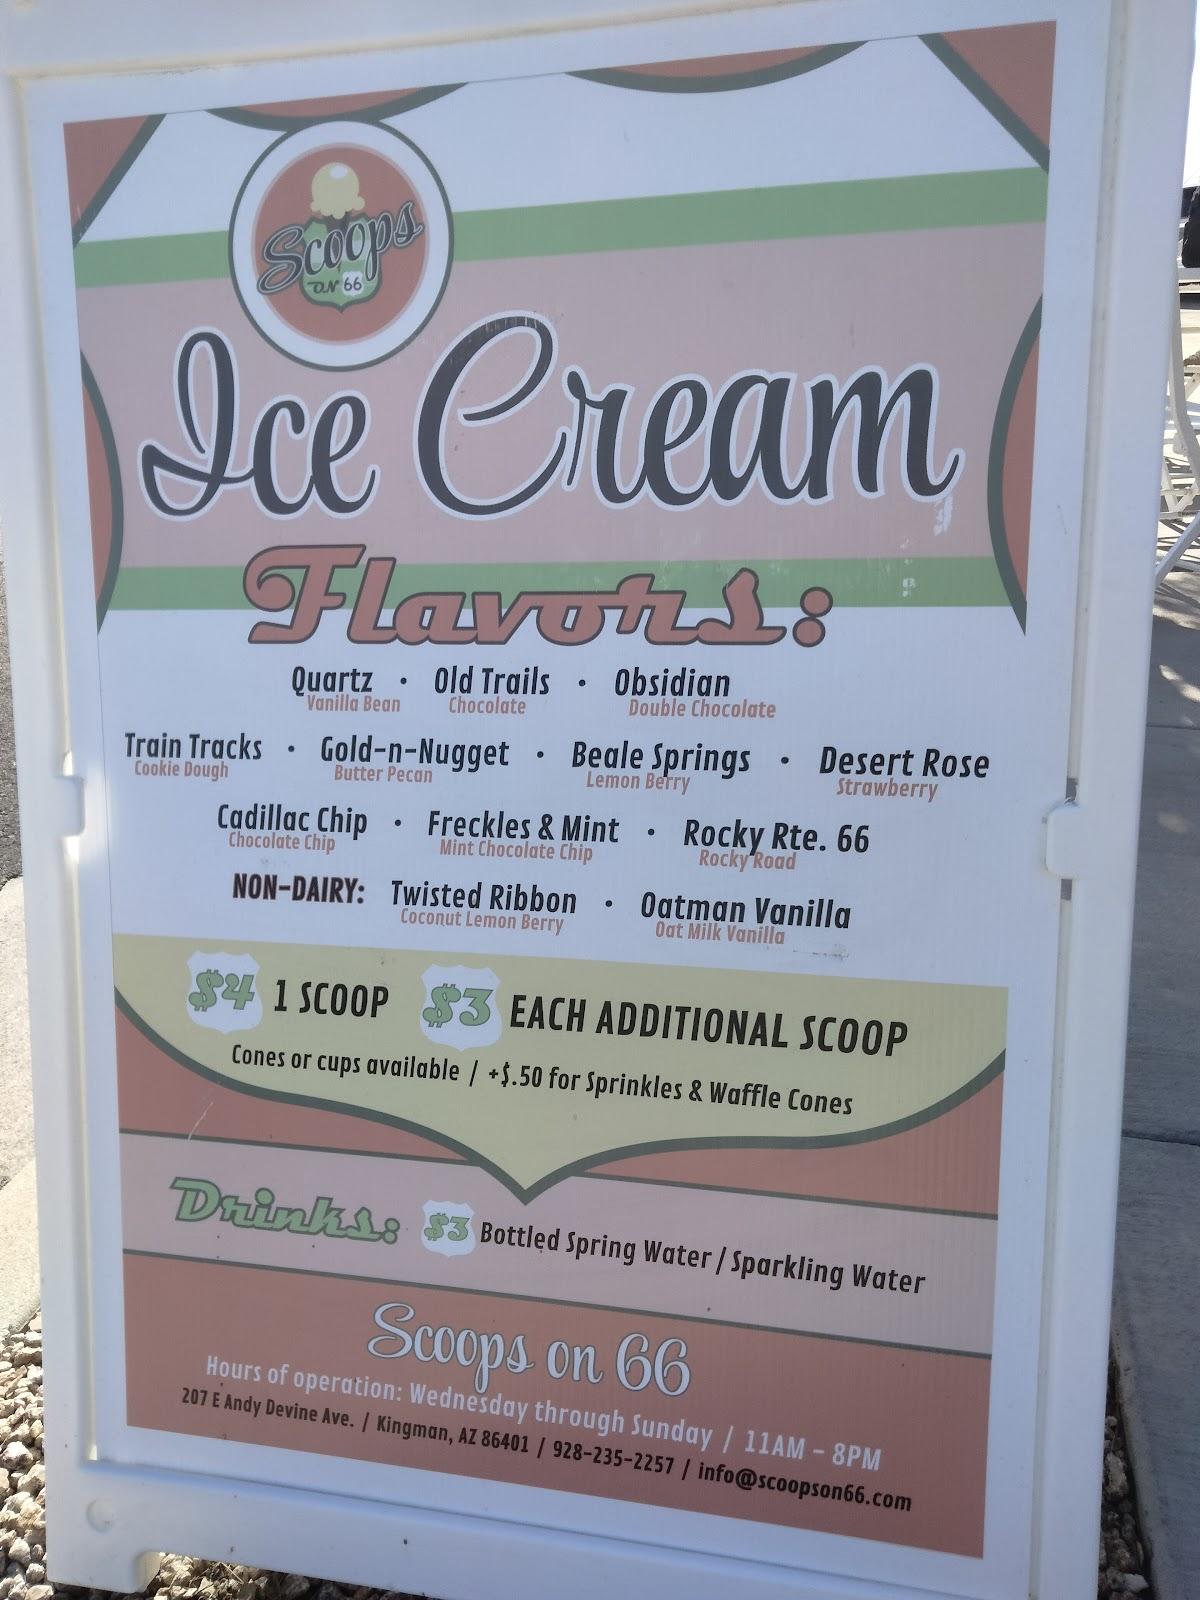 Scoops
on 66
Ice Cream
Flavors:
Quartz • Old Trails • Obsidian
Vanilla Bean Chocolate Double Chocolate
Train Tracks • Gold-n-Nugget • Beale Springs • Desert Rose
Cookie Dough Butter Pecan Lemon Berry Strawberry
Cadillac Chip • Freckles & Mint • Rocky Rte. 66
Chocolate Chip Mint Chocolate Chip Rocky Road
NON-DAIRY: Twisted Ribbon • Oatman Vanilla
Coconut Lemon Berry Oat Milk Vanilla
$4 1 SCOOP $3 EACH ADDITIONAL SCOOP
Cones or cups available / +$.50 for Sprinkles & Waffle Cones
Drinks: $3 Bottled Spring Water / Sparkling Water
Scoops on 66
Hours of operation: Wednesday through Sunday / 11AM - 8PM
207 E Andy Devine Ave. / Kingman, AZ 86401 / 928-235-2257 / info@scoopson66.com